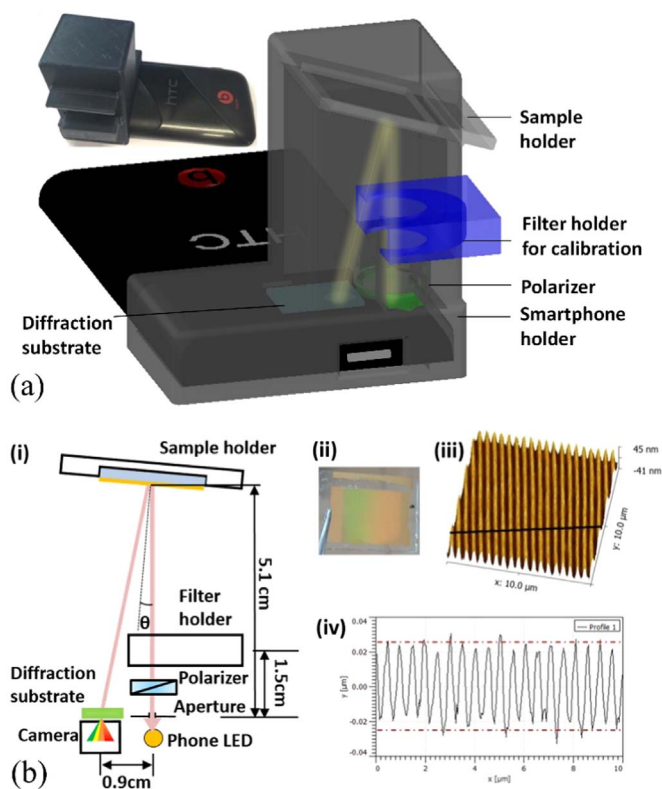 hTC
b
Sample
holder
b
hTC
Filter holder
for calibration
Polarizer
Diffraction
substrate
Smartphone
holder
(a)
(i)
Sample holder
(ii)
(iii)
45 nm
-41 nm
y: 10.0 µm
x: 10.0 µm
5.1 cm
θ
Filter
holder
1.5cm
Polarizer
Diffraction
substrate
Aperture
Camera
Phone LED
0.9cm
(b)
(iv)
Profile 1
0.04
0.02
0.00
-0.02
-0.04
y [µm]
0 2 4 6 8 10
x [µm]